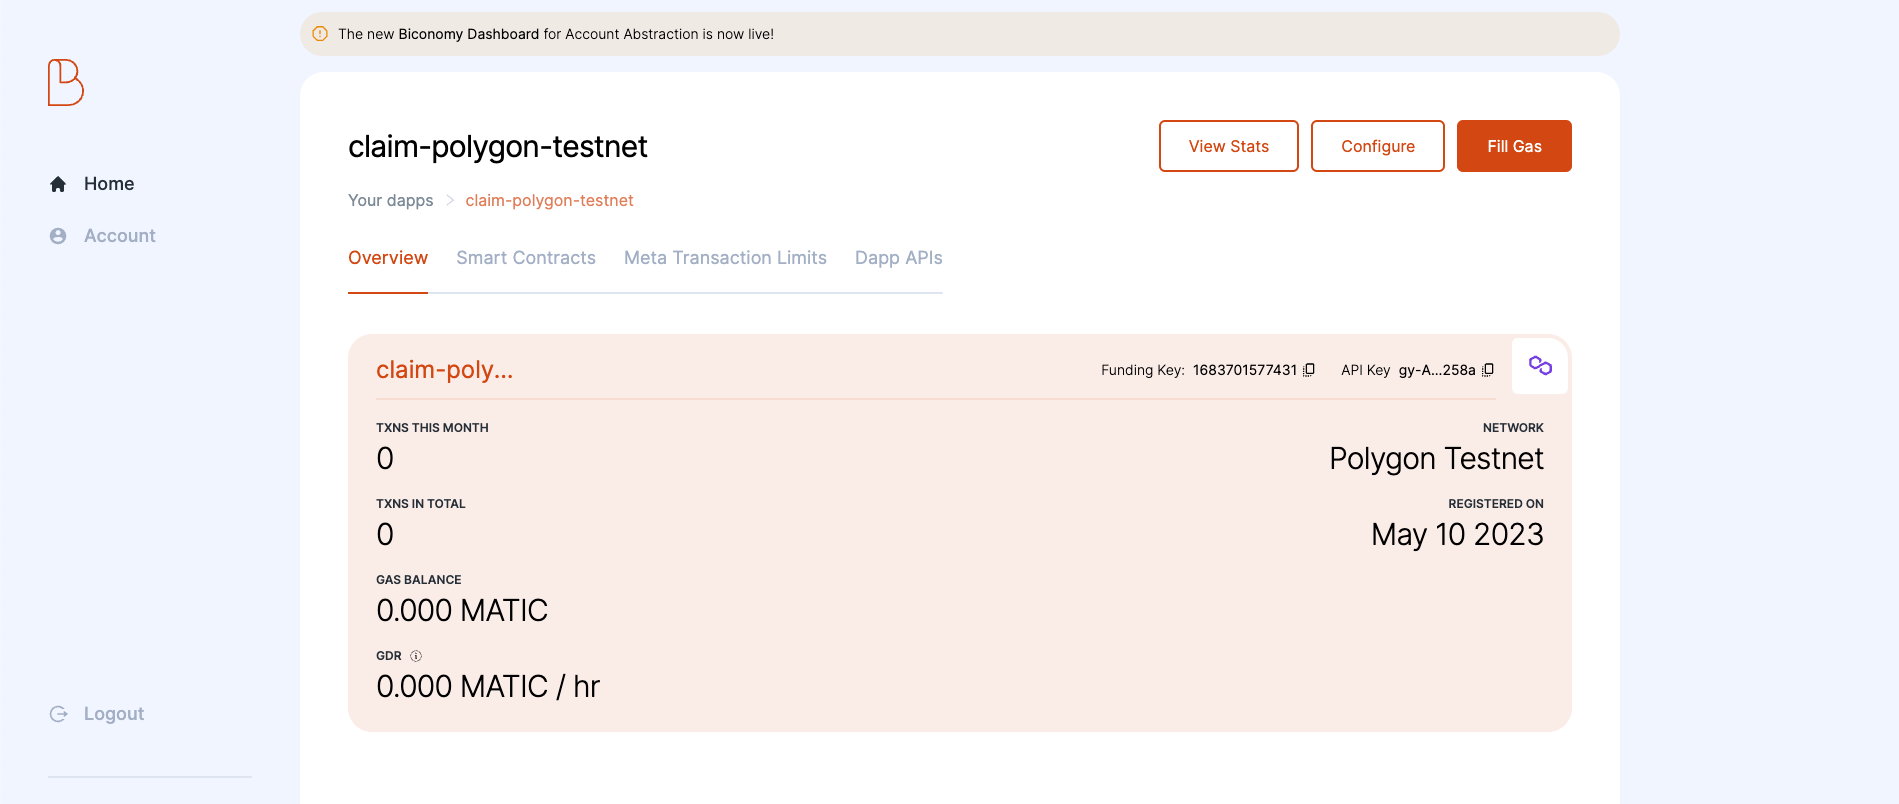 The new Biconomy Dashboard for Account Abstraction is now live!
Home
Account
Logout
claim-polygon-testnet
View Stats
Configure
Fill Gas
Your dapps > claim-polygon-testnet
Overview
Smart Contracts
Meta Transaction Limits
Dapp APIs
claim-poly...
Funding Key: 1683701577431
API Key gy-A...258a
TXNS THIS MONTH
0
TXNS IN TOTAL
0
GAS BALANCE
0.000 MATIC
GDR
0.000 MATIC / hr
NETWORK
Polygon Testnet
REGISTERED ON
May 10 2023